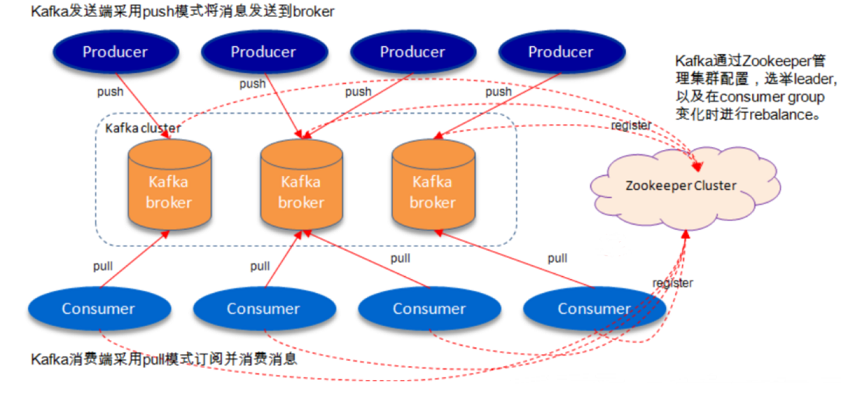 Kafka发送端采用push模式将消息发送到broker
Producer
Producer
Producer
Producer
Kafka通过Zookeeper管
理集群配置，选举leader,
以及在consumer group
变化时进行rebalance。
push
push
push
push
Kafka cluster
register
Kafka
broker
Kafka
broker
Kafka
broker
Zookeeper Cluster
pull
pull
pull
pull
register
Consumer
Consumer
Consumer
Consumer
Kafka消费端采用pull模式订阅并消费消息